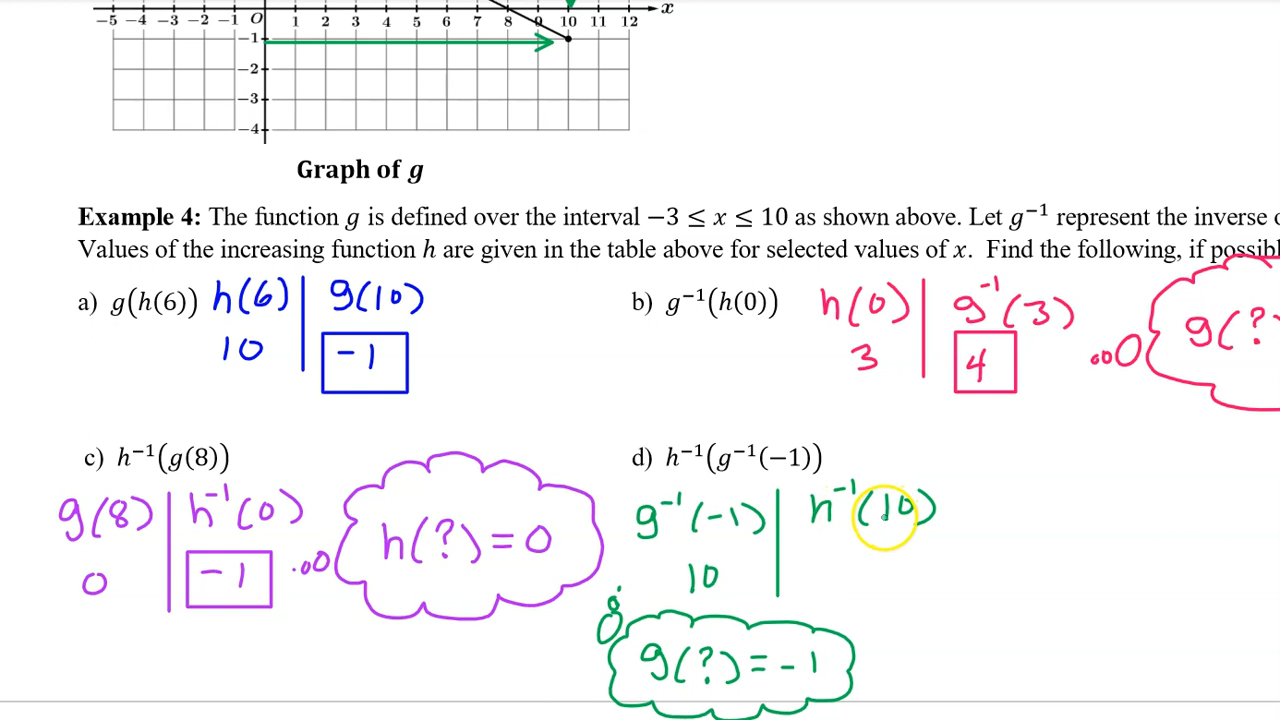 −5 −4 −3 −2 −1 O 1 2 3 4 5 6 7 8 9 10 11 12 x
−1
−2
−3
−4
Graph of g
Example 4: The function g is defined over the interval −3 ≤ x ≤ 10 as shown above. Let g⁻¹ represent the inverse
Values of the increasing function h are given in the table above for selected values of x. Find the following, if
a) g(h(6)) h(6) | g(10)
10 -1
b) g⁻¹(h(0)) h(0) | g⁻¹(3)
3 4
g(?
c) h⁻¹(g(8))
g(8) | h⁻¹(0)
0 -1
h(?)=0
d) h⁻¹(g⁻¹(−1))
g⁻¹(-1) | h⁻¹(10)
10
g(?)=-1